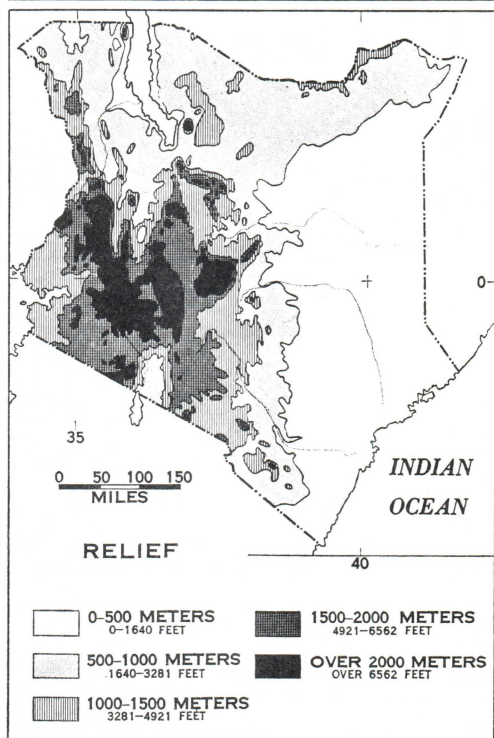 0-
35
0 50 100 150
MILES
INDIAN
OCEAN
RELIEF
40
0–500 METERS
0–1640 FEET
500–1000 METERS
1640–3281 FEET
1000–1500 METERS
3281–4921 FEET
1500–2000 METERS
4921–6562 FEET
OVER 2000 METERS
OVER 6562 FEET